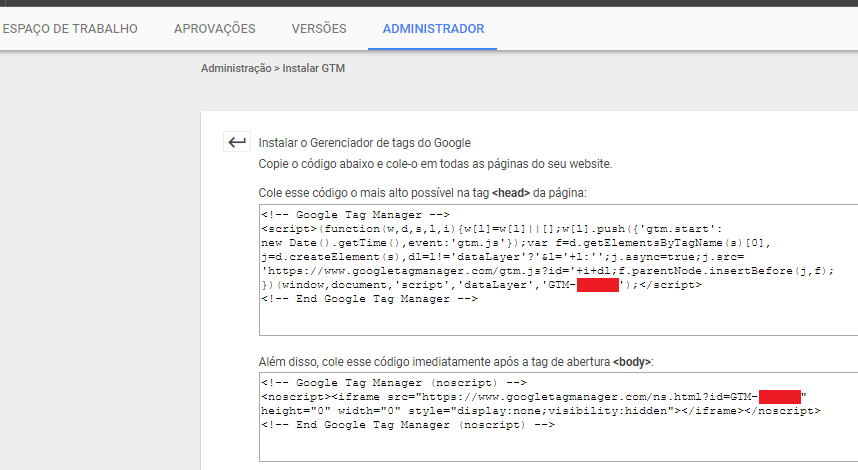 ESPAÇO DE TRABALHO APROVAÇÕES VERSÕES ADMINISTRADOR
Administração > Instalar GTM
Instalar o Gerenciador de tags do Google
Copie o código abaixo e cole-o em todas as páginas do seu website.
Cole esse código o mais alto possível na tag <head> da página:
<!-- Google Tag Manager -->
<script>(function(w,d,s,l,i){w[l]=w[l]||[];w[l].push({'gtm.start':
new Date().getTime(),event:'gtm.js'});var f=d.getElementsByTagName(s)[0],
j=d.createElement(s),dl=l!='dataLayer'?'&l='+l:'';j.async=true;j.src=
'https://www.googletagmanager.com/gtm.js?id='+i+dl;f.parentNode.insertBefore(j,f);
})(window,document,'script','dataLayer','GTM-');</script>
<!-- End Google Tag Manager -->
Além disso, cole esse código imediatamente após a tag de abertura <body>:
<!-- Google Tag Manager (noscript) -->
<noscript><iframe src="https://www.googletagmanager.com/ns.html?id=GTM-"
height="0" width="0" style="display:none;visibility:hidden"></iframe></noscript>
<!-- End Google Tag Manager (noscript) -->